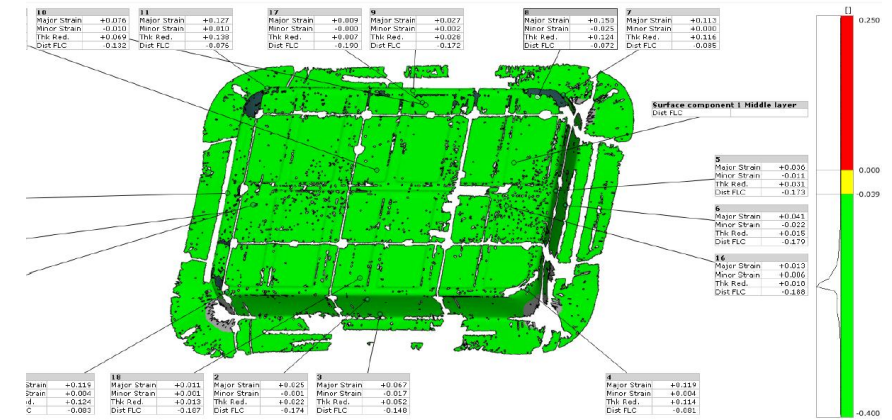 10
Major Strain +0.076
Minor Strain -0.010
Thk Red. +0.069
Dist FLC -0.132
11
Major Strain +0.127
Minor Strain +0.010
Thk Red. +0.138
Dist FLC -0.076
17
Major Strain +0.009
Minor Strain -0.000
Thk Red. +0.007
Dist FLC -0.190
9
Major Strain +0.027
Minor Strain +0.002
Thk Red. +0.028
Dist FLC -0.172
8
Major Strain +0.150
Minor Strain -0.025
Thk Red. +0.124
Dist FLC -0.072
7
Major Strain +0.113
Minor Strain +0.000
Thk Red. +0.116
Dist FLC -0.085
[]
0.250
Surface component 1 Middle layer
Dist FLC
5
Major Strain +0.036
Minor Strain -0.011
Thk Red. +0.031
Dist FLC -0.173
0.000
-0.039
6
Major Strain +0.041
Minor Strain -0.022
Thk Red. +0.015
Dist FLC -0.179
16
Major Strain +0.013
Minor Strain +0.006
Thk Red. +0.018
Dist FLC -0.188
Strain +0.119
Strain +0.004
d. +0.124
C -0.083
18
Major Strain +0.011
Minor Strain +0.001
Thk Red. +0.013
Dist FLC -0.187
2
Major Strain +0.025
Minor Strain -0.001
Thk Red. +0.022
Dist FLC -0.174
3
Major Strain +0.067
Minor Strain -0.017
Thk Red. +0.052
Dist FLC -0.148
4
Major Strain +0.119
Minor Strain +0.004
Thk Red. +0.114
Dist FLC -0.081
-0.400